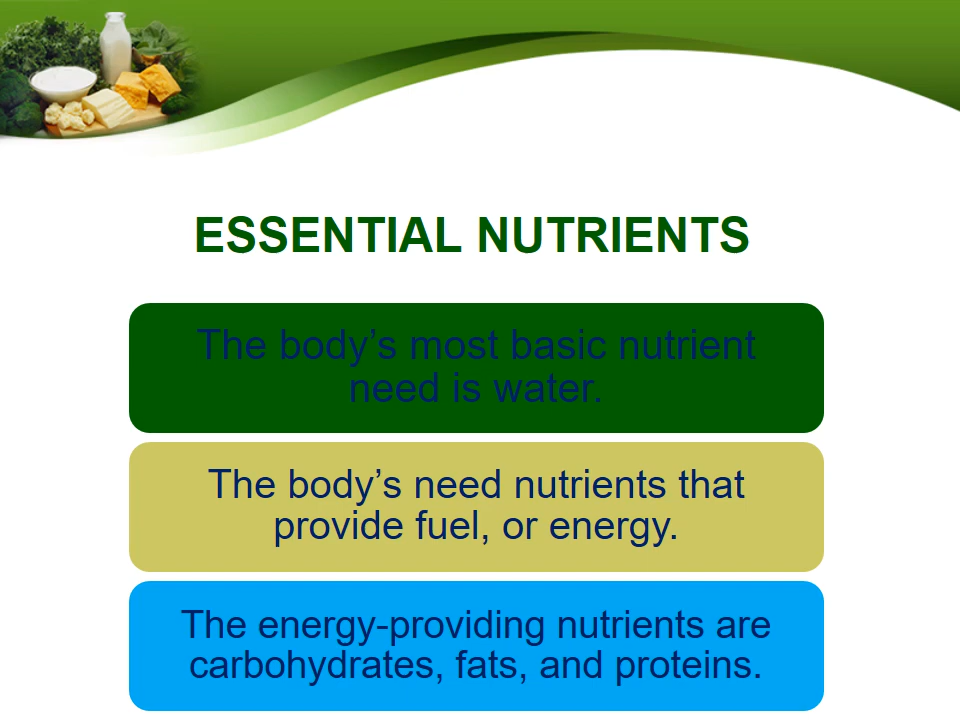 ESSENTIAL NUTRIENTS
The body’s most basic nutrient
need is water.
The body’s need nutrients that
provide fuel, or energy.
The energy-providing nutrients are
carbohydrates, fats, and proteins.